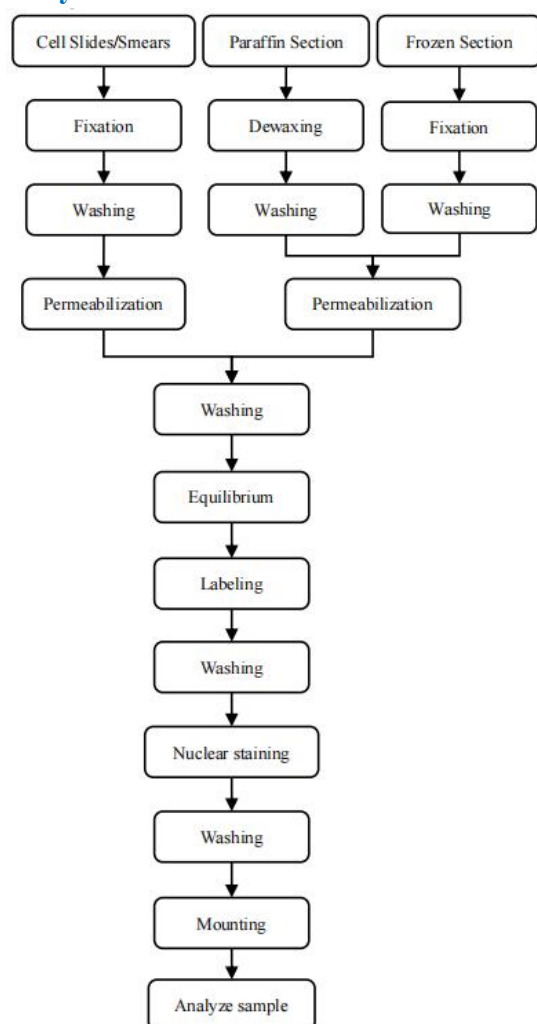 Cell Slides/Smears
Paraffin Section
Frozen Section
Fixation
Dewaxing
Fixation
Washing
Washing
Washing
Permeabilization
Permeabilization
Washing
Equilibrium
Labeling
Washing
Nuclear staining
Washing
Mounting
Analyze sample